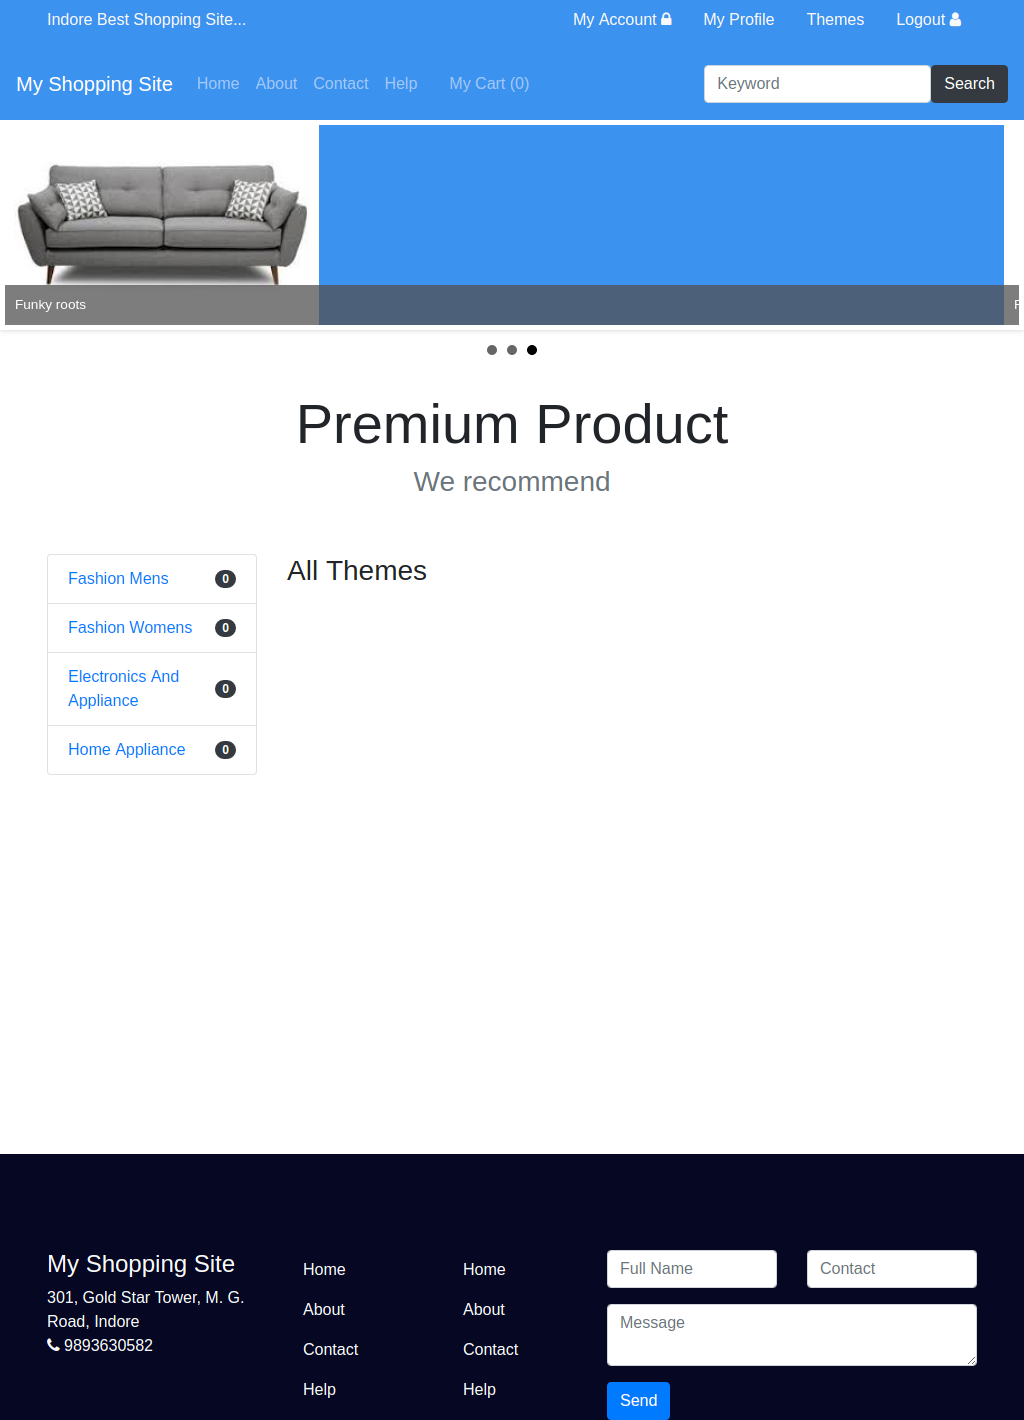 Indore Best Shopping Site...
My Account
My Profile
Themes
Logout
My Shopping Site
Home
About
Contact
Help
My Cart (0)
Keyword
Search
Funky roots
Premium Product
We recommend
Fashion Mens 0
Fashion Womens 0
Electronics And
Appliance 0
Home Appliance 0
All Themes
My Shopping Site
301, Gold Star Tower, M. G.
Road, Indore
9893630582
Home
About
Contact
Help
Home
About
Contact
Help
Full Name
Contact
Message
Send